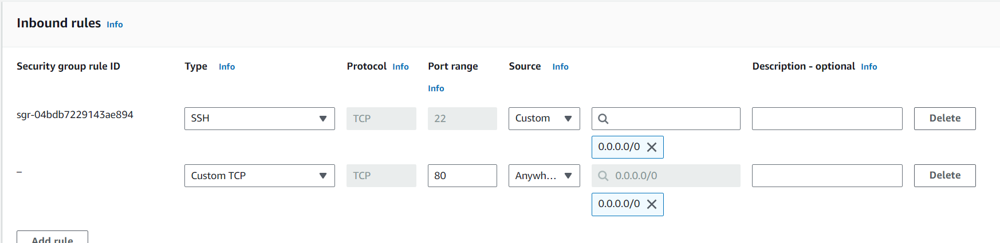 Inbound rules Info
Security group rule ID Type Info Protocol Info Port range Source Info Description - optional Info
Info
sgr-04bdb7229143ae894 SSH TCP 22 Custom Delete
0.0.0.0/0
– Custom TCP TCP 80 Anywh... 0.0.0.0/0 Delete
0.0.0.0/0
Add rule